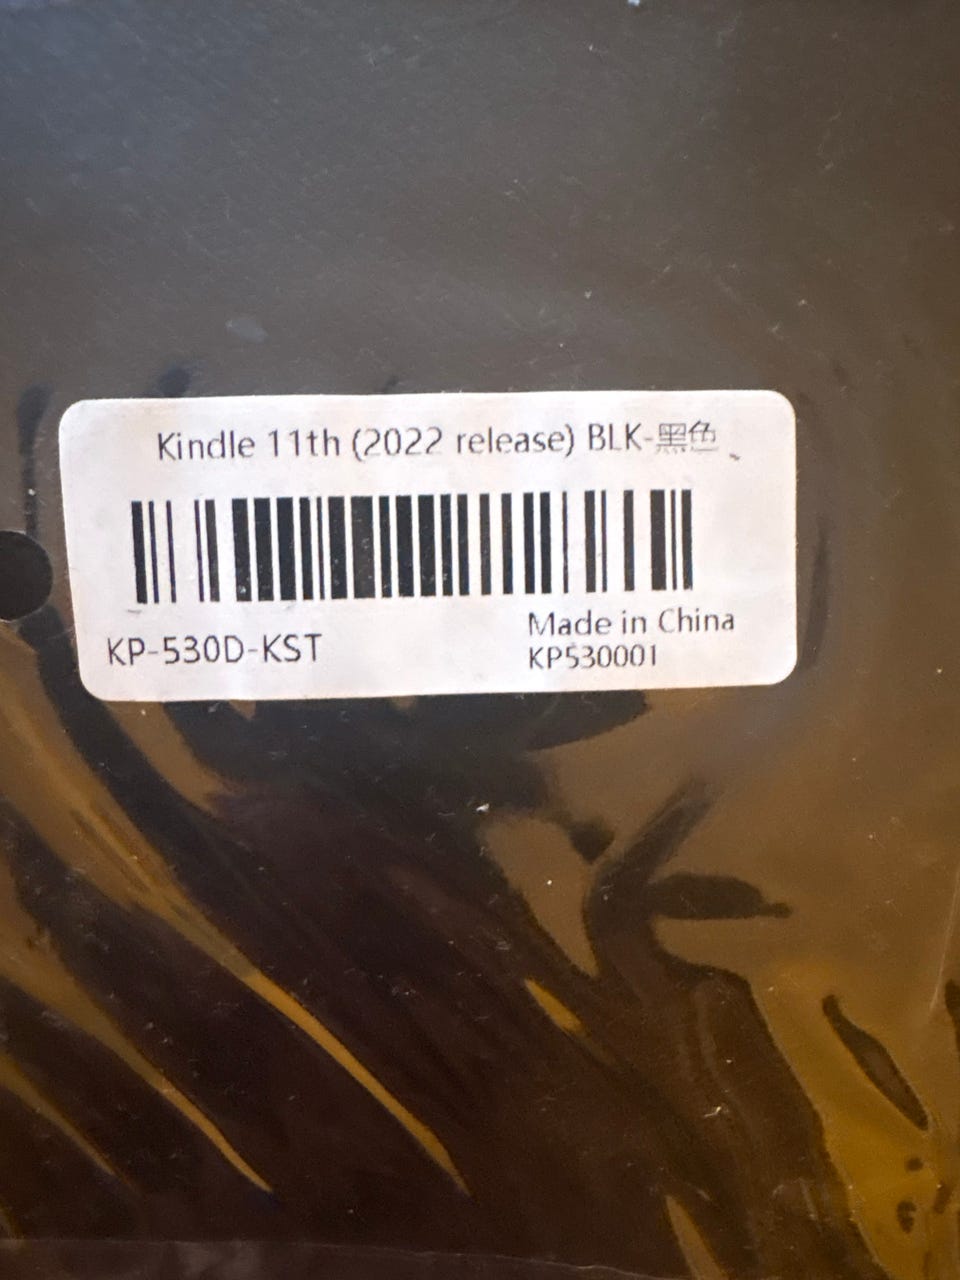 Kindle 11th (2022 release) BLK-黑色
KP-530D-KST
Made in China
KP530001